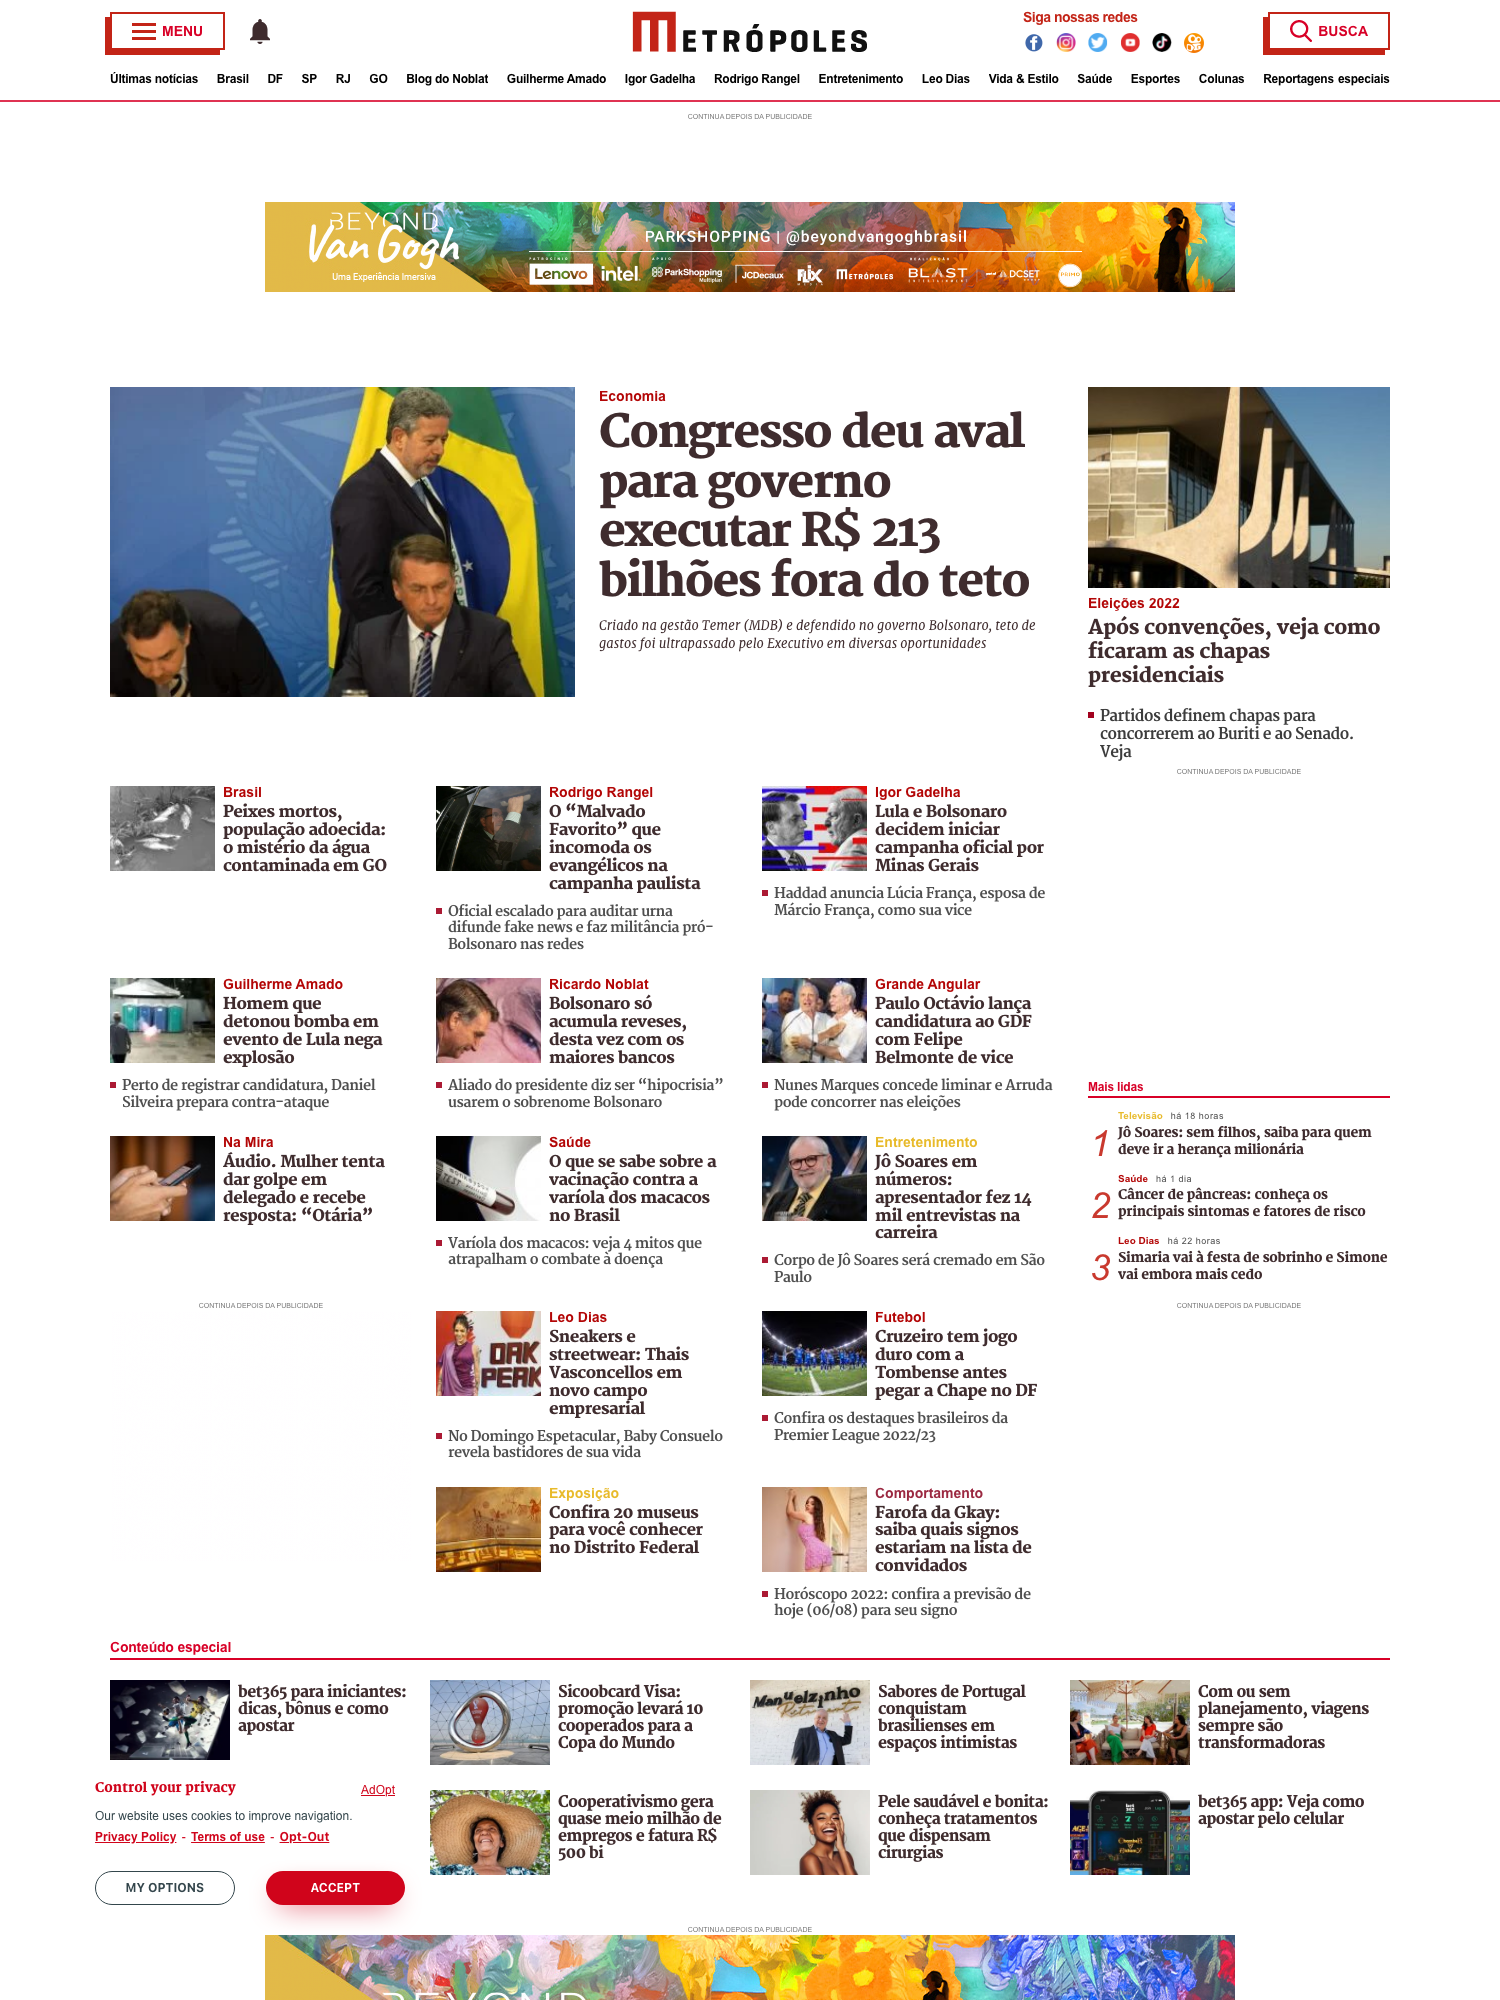 MENU
METRÓPOLES
Siga nossas redes
BUSCA
Últimas notícias Brasil DF SP RJ GO Blog do Noblat Guilherme Amado Igor Gadelha Rodrigo Rangel Entretenimento Leo Dias Vida & Estilo Saúde Esportes Colunas Reportagens especiais
CONTINUA DEPOIS DA PUBLICIDADE
BEYOND
Van Gogh
Uma Experiência Imersiva
PARKSHOPPING | @beyondvangoghbrasil
Lenovo intel. ParkShopping JCDecaux FLIX METRÓPOLES BLAST DCSET PRIMO
Economia
Congresso deu aval
para governo
executar R$ 213
bilhões fora do teto
Criado na gestão Temer (MDB) e defendido no governo Bolsonaro, teto de
gastos foi ultrapassado pelo Executivo em diversas oportunidades
Eleições 2022
Após convenções, veja como
ficaram as chapas
presidenciais
Partidos definem chapas para
concorrerem ao Buriti e ao Senado.
Veja
CONTINUA DEPOIS DA PUBLICIDADE
Brasil
Peixes mortos,
população adoecida:
o mistério da água
contaminada em GO
Rodrigo Rangel
O “Malvado
Favorito” que
incomoda os
evangélicos na
campanha paulista
Oficial escalado para auditar urna
difunde fake news e faz militância pró-
Bolsonaro nas redes
Igor Gadelha
Lula e Bolsonaro
decidem iniciar
campanha oficial por
Minas Gerais
Haddad anuncia Lúcia França, esposa de
Márcio França, como sua vice
Guilherme Amado
Homem que
detonou bomba em
evento de Lula nega
explosão
Perto de registrar candidatura, Daniel
Silveira prepara contra-ataque
Ricardo Noblat
Bolsonaro só
acumula reveses,
desta vez com os
maiores bancos
Aliado do presidente diz ser “hipocrisia”
usarem o sobrenome Bolsonaro
Grande Angular
Paulo Octávio lança
candidatura ao GDF
com Felipe
Belmonte de vice
Nunes Marques concede liminar e Arruda
pode concorrer nas eleições
Mais lidas
Televisão há 18 horas
1 Jô Soares: sem filhos, saiba para quem
deve ir a herança milionária
Saúde há 1 dia
2 Câncer de pâncreas: conheça os
principais sintomas e fatores de risco
Leo Dias há 22 horas
3 Simaria vai à festa de sobrinho e Simone
vai embora mais cedo
CONTINUA DEPOIS DA PUBLICIDADE
Na Mira
Áudio. Mulher tenta
dar golpe em
delegado e recebe
resposta: “Otária”
Saúde
O que se sabe sobre a
vacinação contra a
varíola dos macacos
no Brasil
Varíola dos macacos: veja 4 mitos que
atrapalham o combate à doença
Entretenimento
Jô Soares em
números:
apresentador fez 14
mil entrevistas na
carreira
Corpo de Jô Soares será cremado em São
Paulo
CONTINUA DEPOIS DA PUBLICIDADE
OAK
PEAK
Leo Dias
Sneakers e
streetwear: Thais
Vasconcellos em
novo campo
empresarial
No Domingo Espetacular, Baby Consuelo
revela bastidores de sua vida
Futebol
Cruzeiro tem jogo
duro com a
Tombense antes
pegar a Chape no DF
Confira os destaques brasileiros da
Premier League 2022/23
Exposição
Confira 20 museus
para você conhecer
no Distrito Federal
Comportamento
Farofa da Gkay:
saiba quais signos
estariam na lista de
convidados
Horóscopo 2022: confira a previsão de
hoje (06/08) para seu signo
Conteúdo especial
bet365 para iniciantes:
dicas, bônus e como
apostar
Sicoobcard Visa:
promoção levará 10
cooperados para a
Copa do Mundo
Manuelzinho
Sabores de Portugal
conquistam
brasilienses em
espaços intimistas
Com ou sem
planejamento, viagens
sempre são
transformadoras
Cooperativismo gera
quase meio milhão de
empregos e fatura R$
500 bi
Pele saudável e bonita:
conheça tratamentos
que dispensam
cirurgias
bet365 app: Veja como
apostar pelo celular
Control your privacy
AdOpt
Our website uses cookies to improve navigation.
Privacy Policy - Terms of use - Opt-Out
MY OPTIONS
ACCEPT
CONTINUA DEPOIS DA PUBLICIDADE
BEYOND